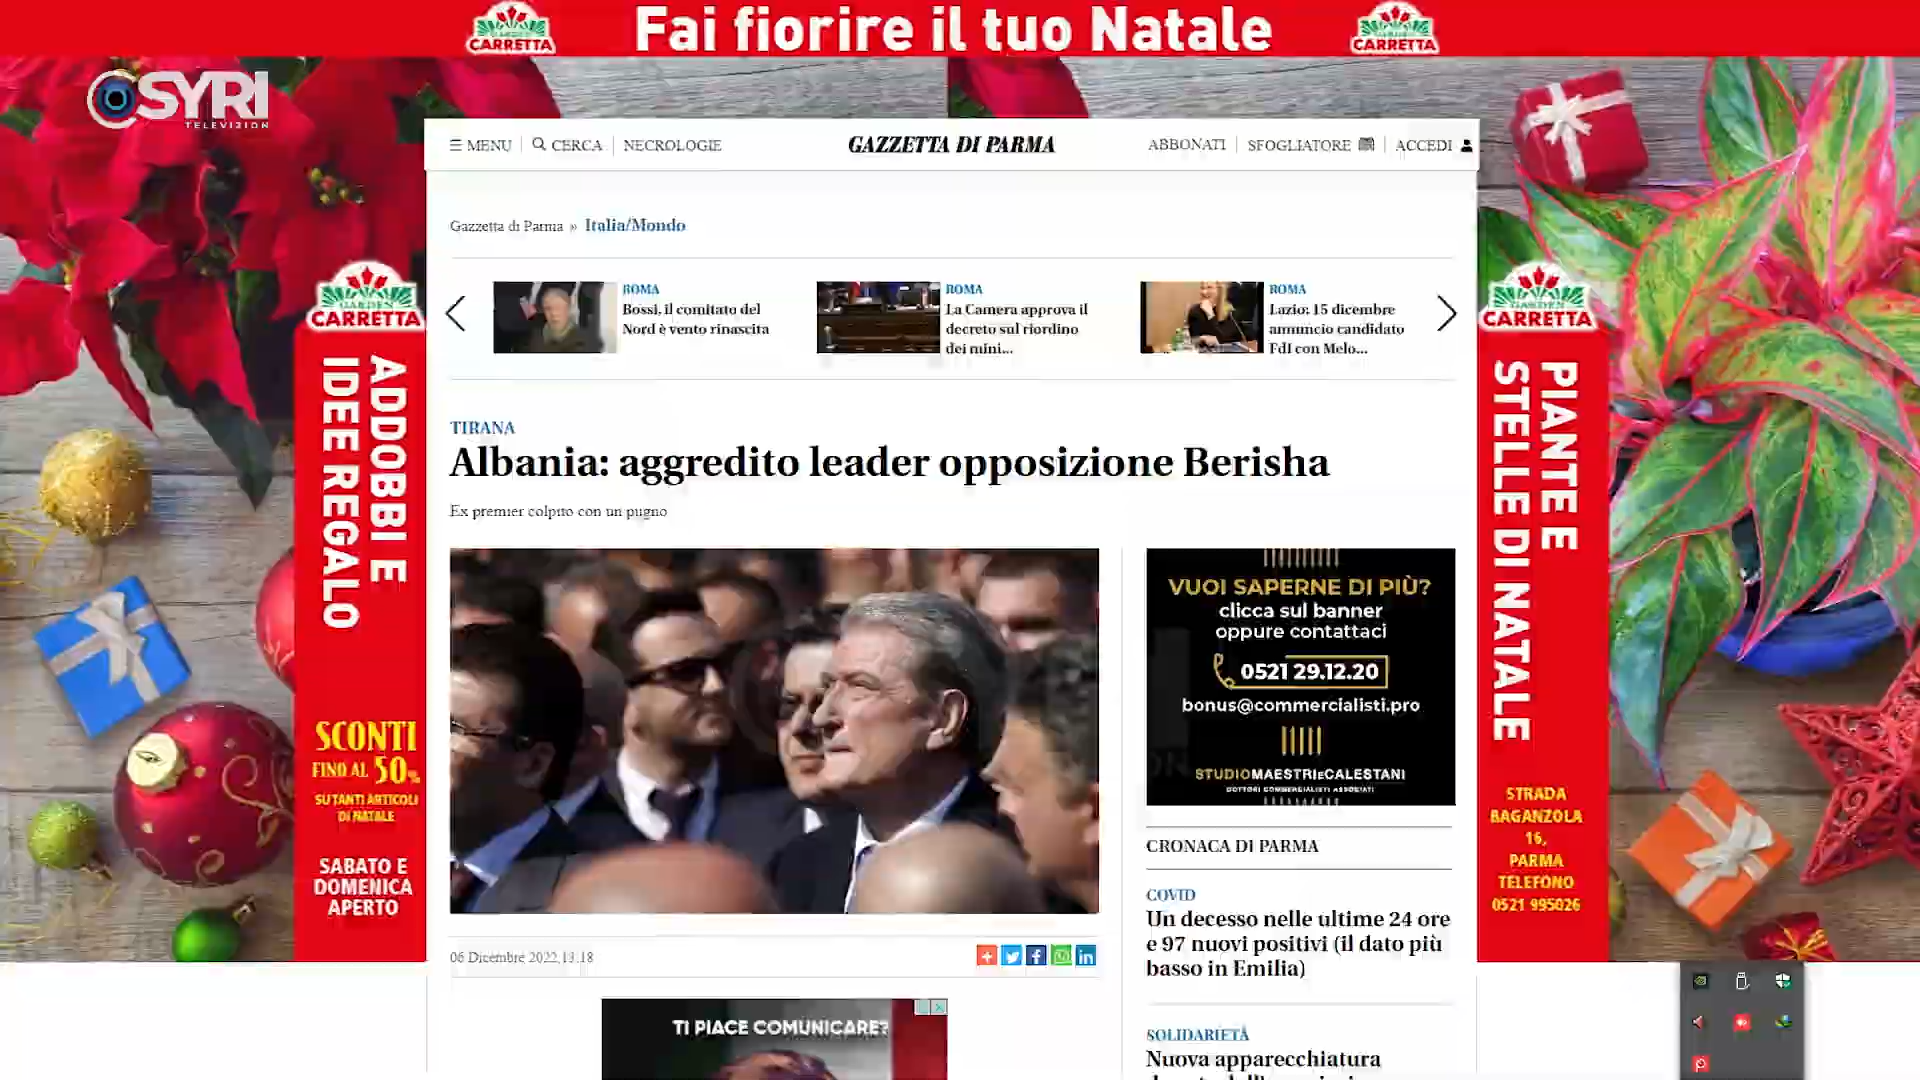 Fai fiorire il tuo Natale
CARRETTA
CARRETTA
SYRI
TELEVIZION
MENU
CERCA
NECROLOGIE
GAZZETTA DI PARMA
ABBONATI
SFOGLIATORE
ACCEDI
Gazzetta di Parma » Italia/Mondo
ROMA
Bossi, il comitato del
Nord è vento rinascita
ROMA
La Camera approva il
decreto sul riordino
dei mini...
ROMA
Lazio: 15 dicembre
annuncio candidato
FdI con Melo...
TIRANA
Albania: aggredito leader opposizione Berisha
Ex premier colpito con un pugno
06 Dicembre 2022,13:18
TI PIACE COMUNICARE?
VUOI SAPERNE DI PIÙ?
clicca sul banner
oppure contattaci
0521 29.12.20
bonus@commercialisti.pro
STUDIOMAESTRIeCALESTANI
DOTTORI COMMERCIALISTI ASSOCIATI
CRONACA DI PARMA
COVID
Un decesso nelle ultime 24 ore
e 97 nuovi positivi (il dato più
basso in Emilia)
SOLIDARIETÀ
Nuova apparecchiatura
GARDEN
CARRETTA
ADDOBBI E
IDEE REGALO
SCONTI
FINO AL 50%
SU TANTI ARTICOLI
DI NATALE
SABATO E
DOMENICA
APERTO
GARDEN
CARRETTA
PIANTE E
STELLE DI NATALE
STRADA
BAGANZOLA
16,
PARMA
TELEFONO
0521 995026